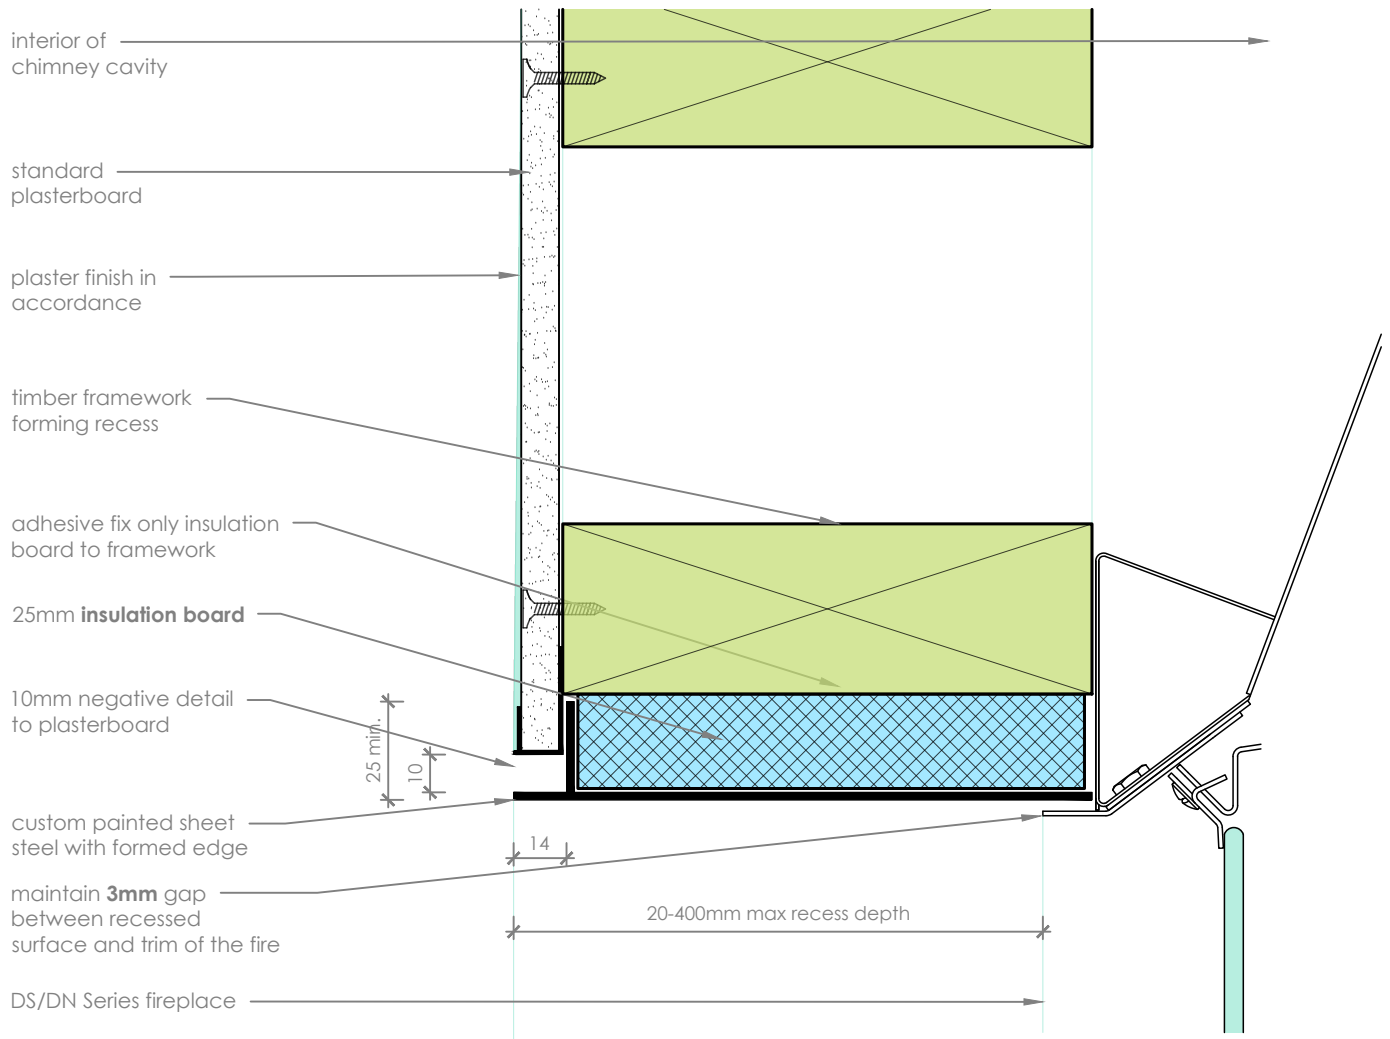 interior of
chimney cavity
standard
plasterboard
plaster finish in
accordance
timber framework
forming recess
adhesive fix only insulation
board to framework
25mm insulation board
10mm negative detail
to plasterboard
25 min.
10
custom painted sheet
steel with formed edge
14
maintain 3mm gap
between recessed
surface and trim of the fire
20-400mm max recess depth
DS/DN Series fireplace